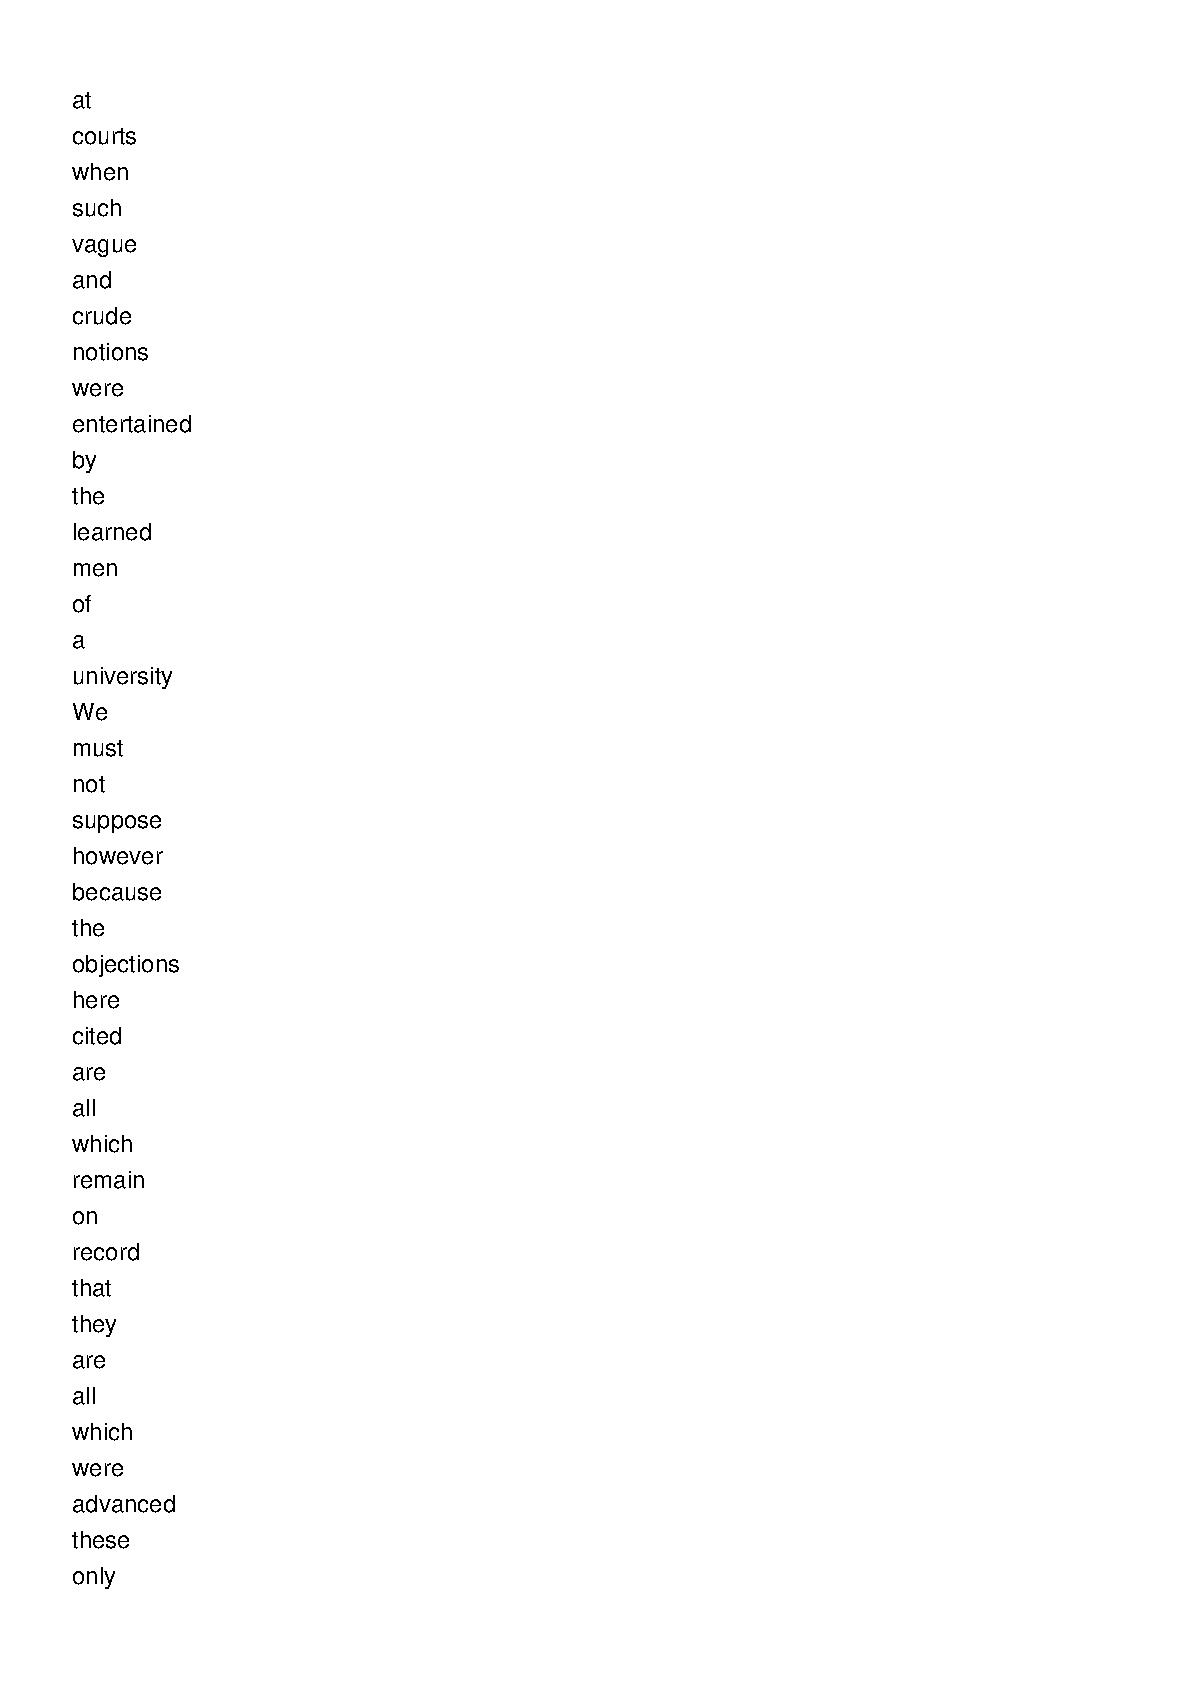 at
courts
when
such
vague
and
crude
notions
were
entertained
by
the
learned
men
of
a
university
We
must
not
suppose
however
because
the
objections
here
cited
are
all
which
remain
on
record
that
they
are
all
which
were
advanced
these
only